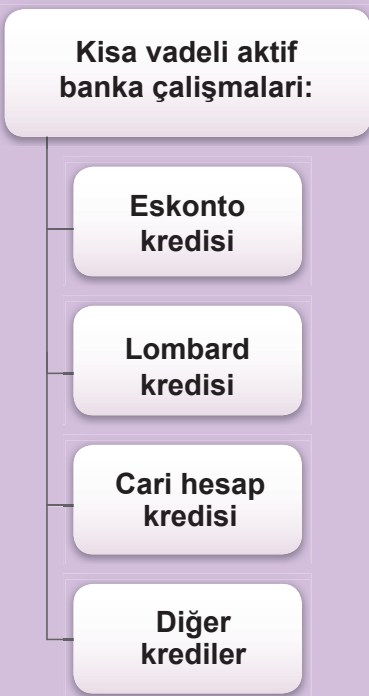 Kisa vadeli aktif
banka çalişmalari:
Eskonto
kredisi
Lombard
kredisi
Cari hesap
kredisi
Diğer
krediler